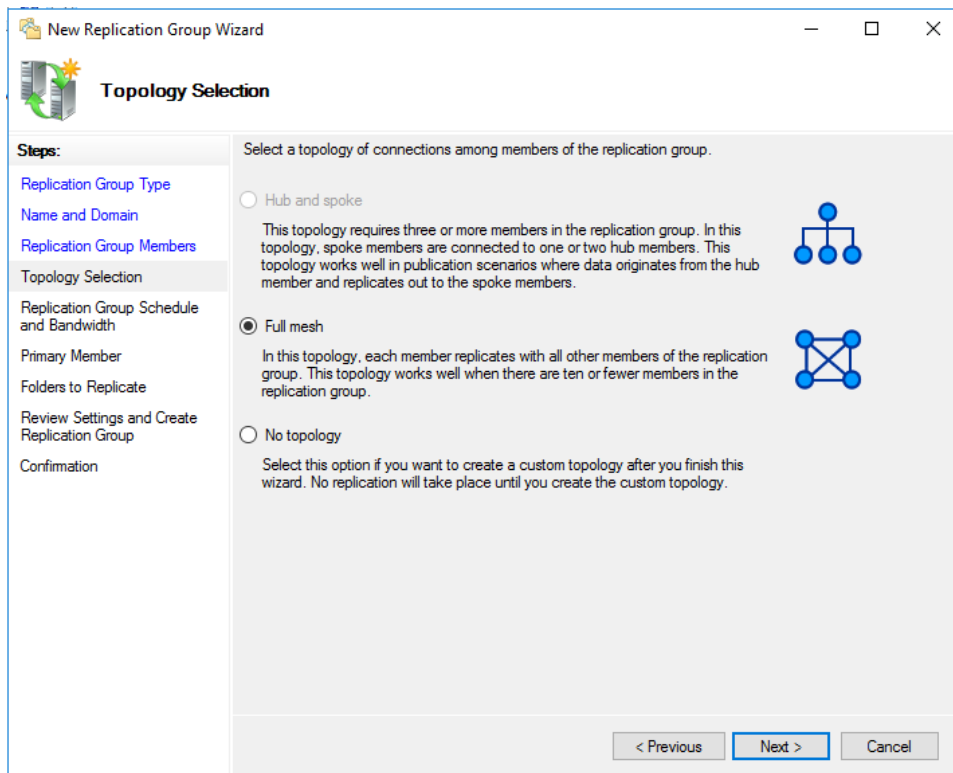 New Replication Group Wizard
Topology Selection
Steps:
Replication Group Type
Name and Domain
Replication Group Members
Topology Selection
Replication Group Schedule
and Bandwidth
Primary Member
Folders to Replicate
Review Settings and Create
Replication Group
Confirmation
Select a topology of connections among members of the replication group.
Hub and spoke
This topology requires three or more members in the replication group. In this
topology, spoke members are connected to one or two hub members. This
topology works well in publication scenarios where data originates from the hub
member and replicates out to the spoke members.
Full mesh
In this topology, each member replicates with all other members of the replication
group. This topology works well when there are ten or fewer members in the
replication group.
No topology
Select this option if you want to create a custom topology after you finish this
wizard. No replication will take place until you create the custom topology.
< Previous
Next >
Cancel